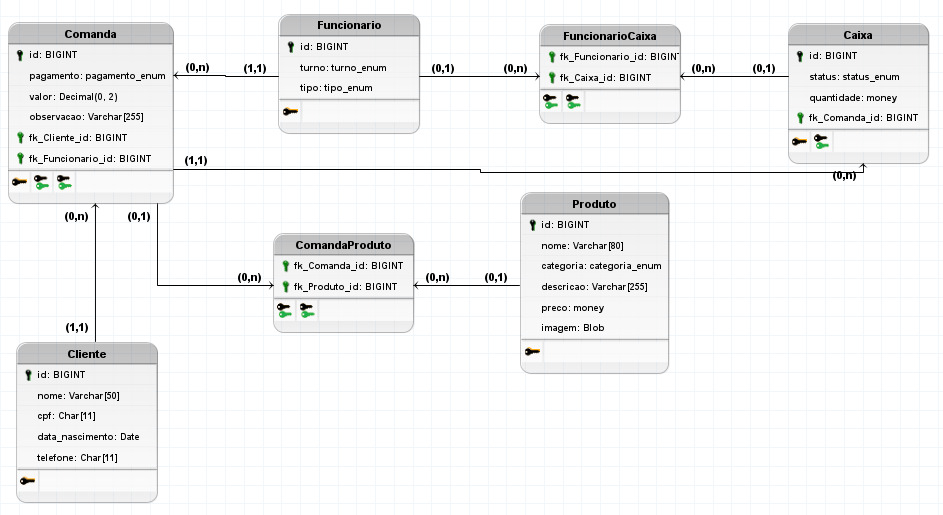 Comanda
id: BIGINT
pagamento: pagamento_enum
valor: Decimal(0, 2)
observacao: Varchar[255]
fk_Cliente_id: BIGINT
fk_Funcionario_id: BIGINT
(0,n)
(1,1)
Funcionario
id: BIGINT
turno: turno_enum
tipo: tipo_enum
(0,1)
(0,n)
FuncionarioCaixa
fk_Funcionario_id: BIGINT
fk_Caixa_id: BIGINT
(0,n)
(0,1)
Caixa
id: BIGINT
status: status_enum
quantidade: money
fk_Comanda_id: BIGINT
(1,1)
(0,n)
(0,n)
(0,1)
ComandaProduto
fk_Comanda_id: BIGINT
fk_Produto_id: BIGINT
(0,n)
(0,n)
(0,1)
Produto
id: BIGINT
nome: Varchar[80]
categoria: categoria_enum
descricao: Varchar[255]
preco: money
imagem: Blob
(1,1)
Cliente
id: BIGINT
nome: Varchar[50]
cpf: Char[11]
data_nascimento: Date
telefone: Char[11]